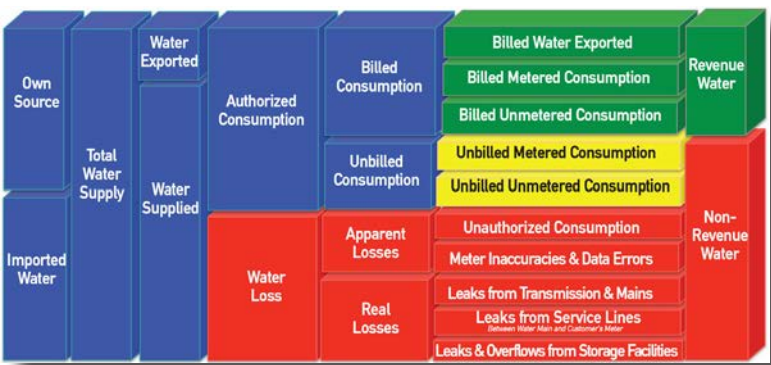 Own
Source
Imported
Water
Total
Water
Supply
Water
Exported
Water
Supplied
Authorized
Consumption
Water
Loss
Billed
Consumption
Unbilled
Consumption
Apparent
Losses
Real
Losses
Billed Water Exported
Billed Metered Consumption
Billed Unmetered Consumption
Unbilled Metered Consumption
Unbilled Unmetered Consumption
Unauthorized Consumption
Meter Inaccuracies & Data Errors
Leaks from Transmission & Mains
Leaks from Service Lines
Between Water Main and Customer's Meter
Leaks & Overflows from Storage Facilities
Revenue
Water
Non-
Revenue
Water